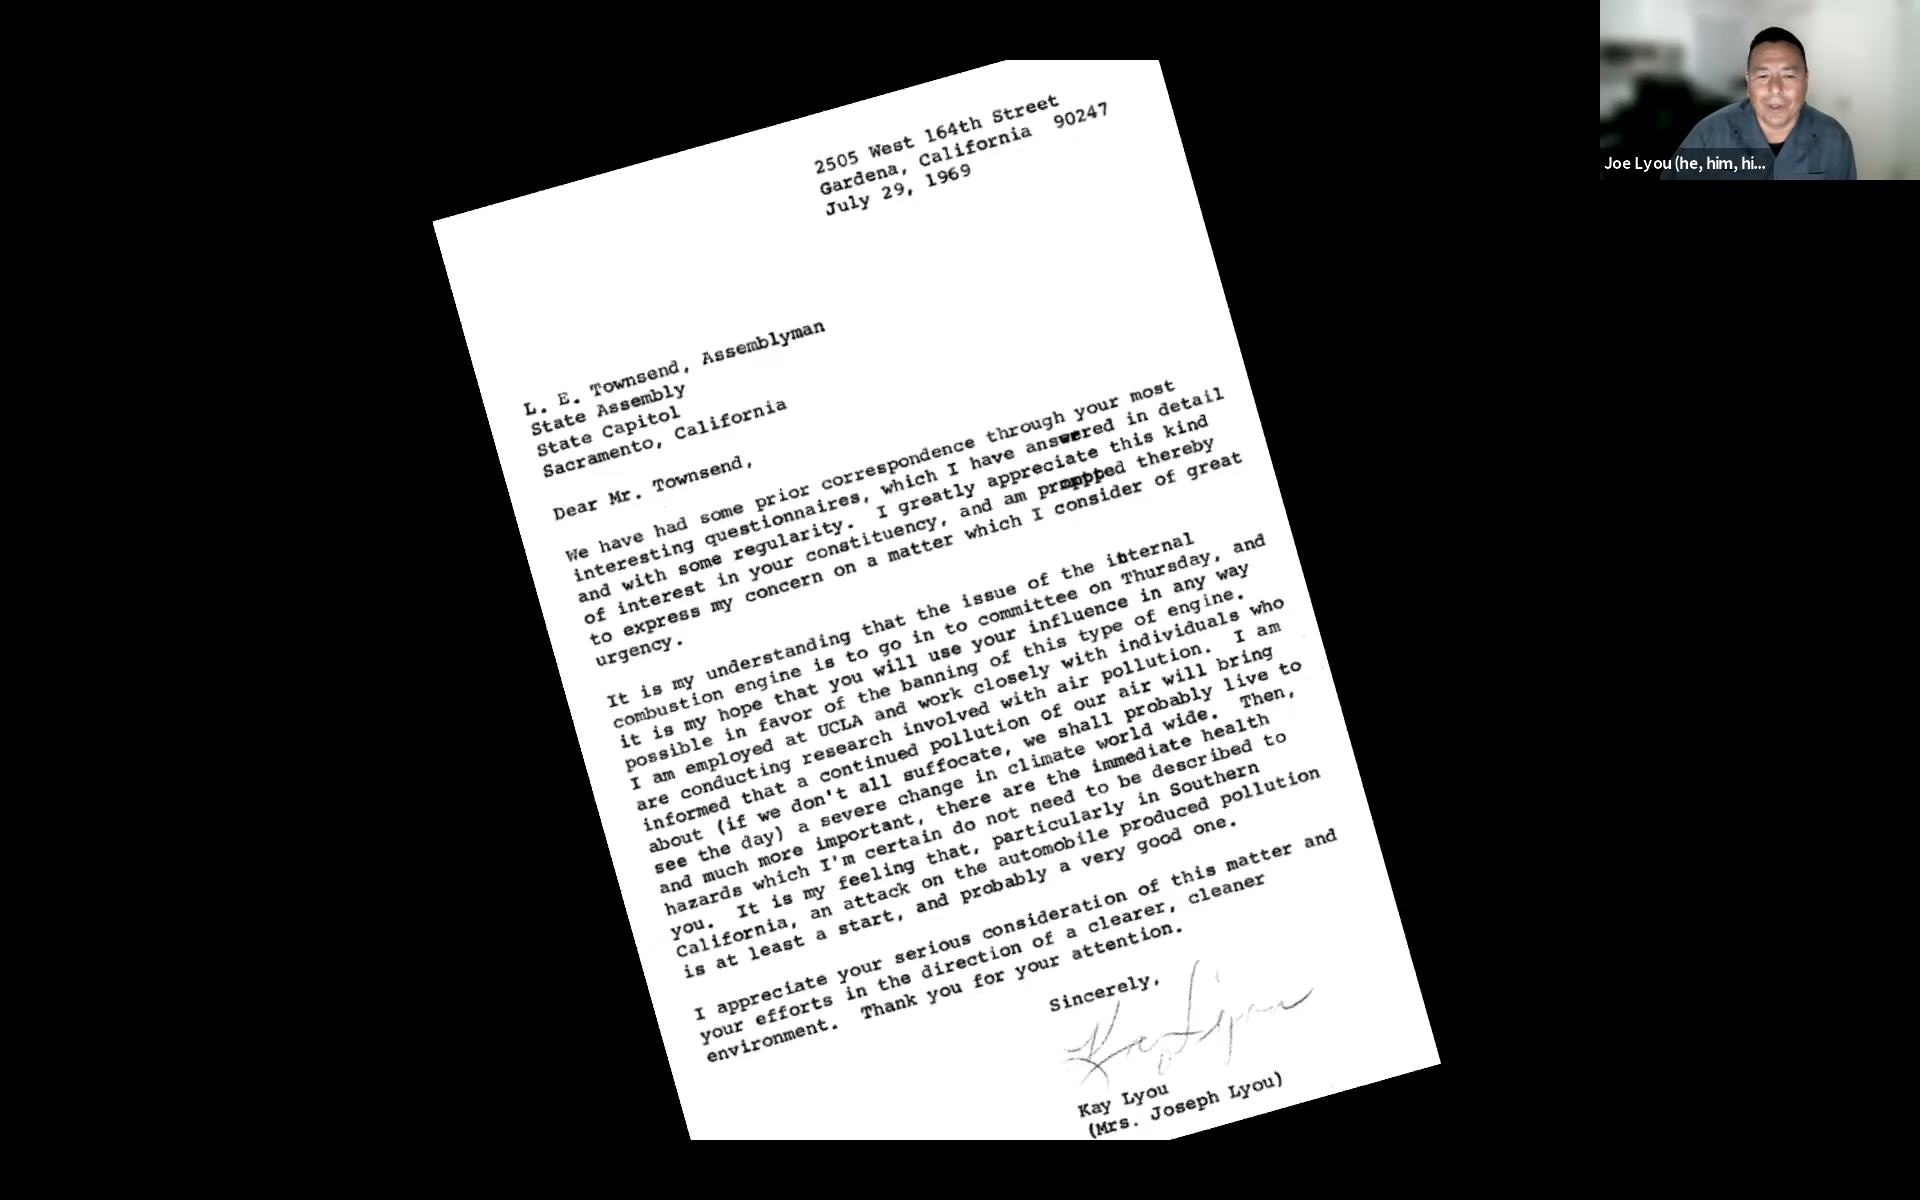 2505 West 164th Street
Gardena, California 90247
July 29, 1969
L. E. Townsend, Assemblyman
State Assembly
State Capitol
Sacramento, California
Dear Mr. Townsend,
We have had some prior correspondence through your most
interesting questionnaires, which I have answered in detail
and with some regularity. I greatly appreciate this kind
of interest in your constituency, and am prompted thereby
to express my concern on a matter which I consider of great
urgency.
It is my understanding that the issue of the internal
combustion engine is to go in to committee on Thursday, and
it is my hope that you will use your influence in any way
possible in favor of the banning of this type of engine.
I am employed at UCLA and work closely with individuals who
are conducting research involved with air pollution. I am
informed that a continued pollution of our air will bring
about (if we don't all suffocate, we shall probably live to
see the day) a severe change in climate world wide. Then,
and much more important, there are the immediate health
hazards which I'm certain do not need to be described to
you. It is my feeling that, particularly in Southern
California, an attack on the automobile produced pollution
is at least a start, and probably a very good one.
I appreciate your serious consideration of this matter and
your efforts in the direction of a clearer, cleaner
environment. Thank you for your attention.
Sincerely,
Kay Lyou
Kay Lyou
(Mrs. Joseph Lyou)
Joe Lyou (he, him, hi...